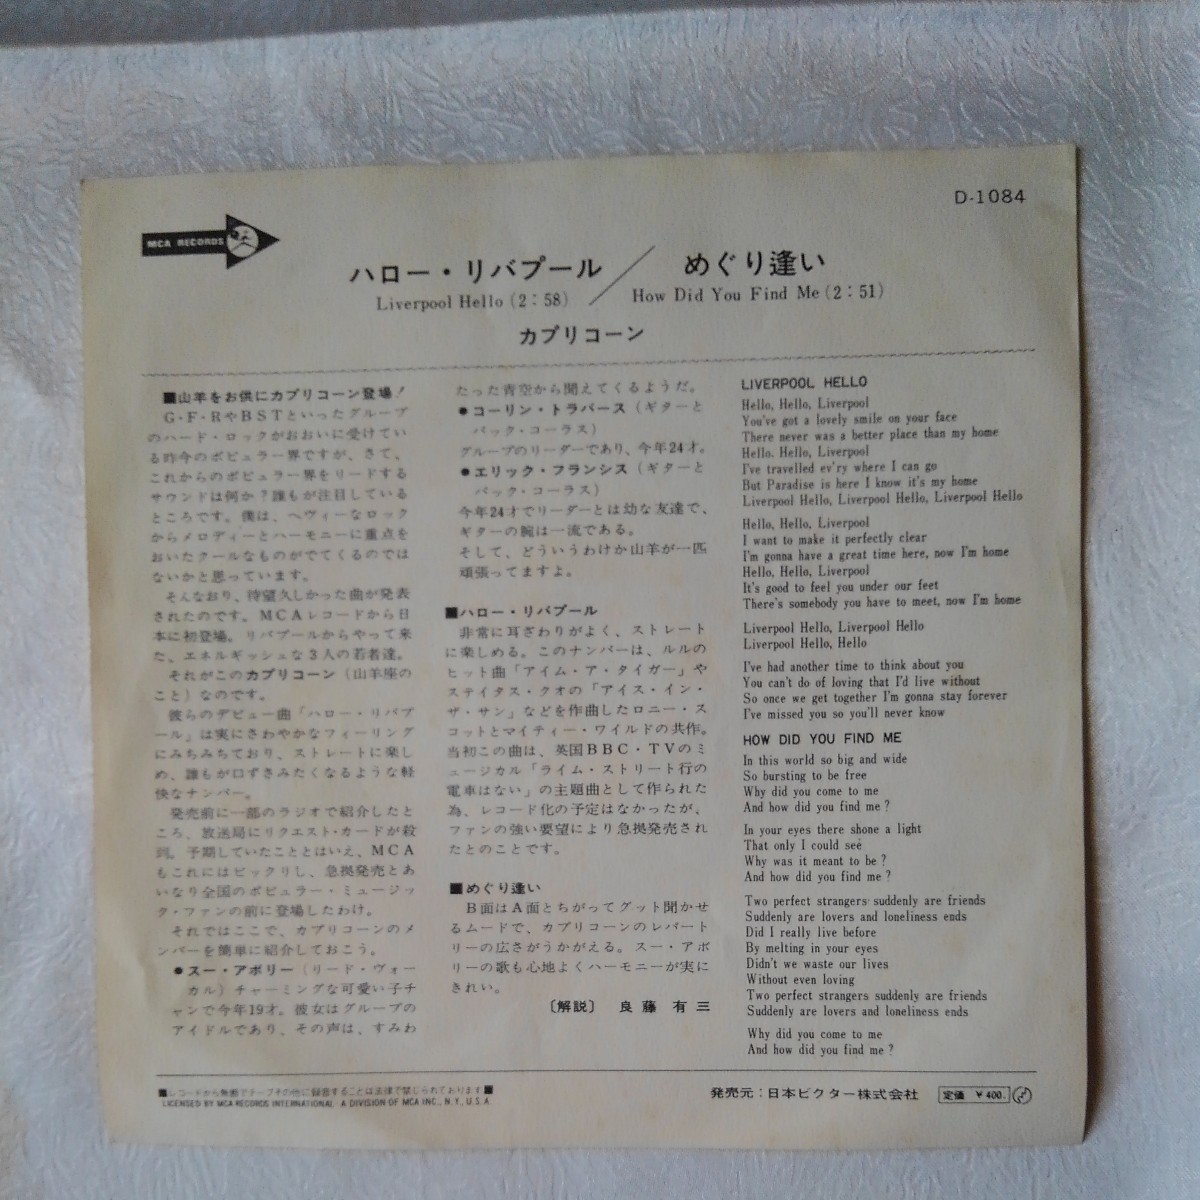 D-1084
MCA RECORDS
ハロー・リバプール／めぐり逢い
Liverpool Hello (2:58) How Did You Find Me (2:51)
カプリコーン
■山羊をお供にカプリコーン登場!
G・F・RやBSTといったグループ
のハード・ロックがおおいに受けてい
る昨今のポピュラー界ですが、さて、
これからのポピュラー界をリードする
サウンドは何か?誰もが注目している
ところです。僕は、ヘヴィーなロック
からメロディーとハーモニーに重点を
おいたクールなものがでてくるのでは
ないかと思っています。
そんなおり、待望久しかった曲が発表
されたのです。MCAレコードから日
本に初登場。リバプールからやって来
た、エネルギッシュな3人の若者達。
それがこのカプリコーン(山羊座の
こと)なのです。
彼らのデビュー曲「ハロー・リバプ
ール」は実にさわやかなフィーリング
にみちみちており、ストレートに楽し
め、誰もが口ずさみたくなるような軽
快なナンバー。
発売前に一部のラジオで紹介したと
ころ、放送局にリクエスト・カードが殺
到。予期していたこととはいえ、MCA
もこれにはビックリし、急拠発売とあ
いなり全国のポピュラー・ミュージッ
ク・ファンの前に登場したわけ。
それではここで、カプリコーンのメ
ンバーを簡単に紹介しておこう。
●スー・アボリー(リード・ヴォー
カル)チャーミングな可愛い子チ
ャンで今年19才。彼女はグループの
アイドルであり、その声は、すみわ
たった青空から聞えてくるようだ。
●コーリン・トラバース(ギターと
バック・コーラス)
グループのリーダーであり、今年24才。
●エリック・フランシス(ギターと
バック・コーラス)
今年24才でリーダーとは幼な友達で、
ギターの腕は一流である。
そして、どういうわけか山羊が一匹
頑張ってますよ。
■ハロー・リバプール
非常に耳ざわりがよく、ストレート
に楽しめる。このナンバーは、ルルの
ヒット曲「アイム・ア・タイガー」や
ステイタス・クオの「アイス・イン・
ザ・サン」などを作曲したロニー・ス
コットとマイティー・ワイルドの共作。
当初この曲は、英国BBC・TVのミ
ュージカル「ライム・ストリート行の
電車はない」の主題曲として作られた
為、レコード化の予定はなかったが、
ファンの強い要望により急拠発売され
たとのことです。
■めぐり逢い
B面はA面とちがってグット聞かせ
るムードで、カプリコーンのレパート
リーの広さがうかがえる。スー・アボ
リーの歌も心地よくハーモニーが実に
きれい。
〔解説〕 良藤有三
LIVERPOOL HELLO
Hello, Hello, Liverpool
You've got a lovely smile on your face
There never was a better place than my home
Hello. Hello, Liverpool
I've travelled ev'ry where I can go
But Paradise is here I know it's my home
Liverpool Hello, Liverpool Hello, Liverpool Hello
Hello, Hello, Liverpool
I want to make it perfectly clear
I'm gonna have a great time here, now I'm home
Hello, Hello, Liverpool
It's good to feel you under our feet
There's somebody you have to meet, now I'm home
Liverpool Hello, Liverpool Hello
Liverpool Hello, Hello
I've had another time to think about you
You can't do of loving that I'd live without
So once we get together I'm gonna stay forever
I've missed you so you'll never know
HOW DID YOU FIND ME
In this world so big and wide
So bursting to be free
Why did you come to me
And how did you find me?
In your eyes there shone a light
That only I could see
Why was it meant to be?
And how did you find me?
Two perfect strangers suddenly are friends
Suddenly are lovers and loneliness ends
Did I really live before
By melting in your eyes
Didn't we waste our lives
Without even loving
Two perfect strangers suddenly are friends
Suddenly are lovers and loneliness ends
Why did you come to me
And how did you find me?
■レコードから無断でテープその他に録音することは法律で禁じられております■
LICENSED BY MCA RECORDS INTERNATIONAL A DIVISION OF MCA INC., N.Y., U.S.A.
発売元:日本ビクター株式会社 定価 ¥400.